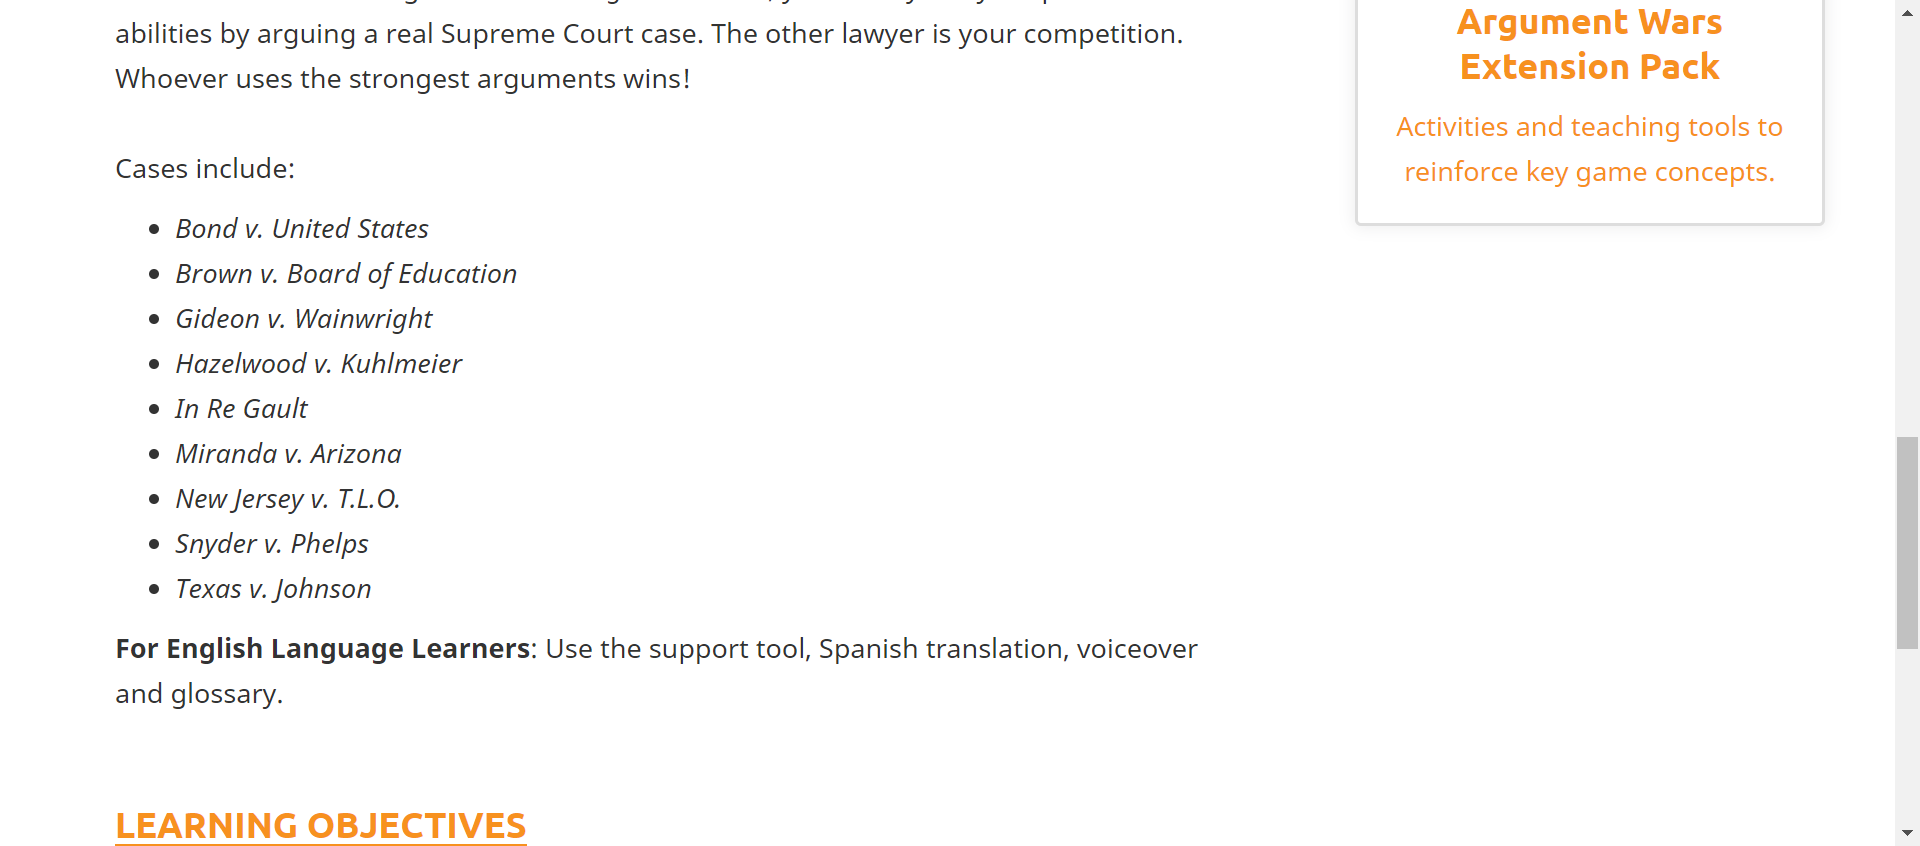 abilities by arguing a real Supreme Court case. The other lawyer is your competition.
Whoever uses the strongest arguments wins!
Cases include:
Bond v. United States
Brown v. Board of Education
Gideon v. Wainwright
Hazelwood v. Kuhlmeier
In Re Gault
Miranda v. Arizona
New Jersey v. T.L.O.
Snyder v. Phelps
Texas v. Johnson
For English Language Learners: Use the support tool, Spanish translation, voiceover
and glossary.
LEARNING OBJECTIVES
Argument Wars
Extension Pack
Activities and teaching tools to
reinforce key game concepts.